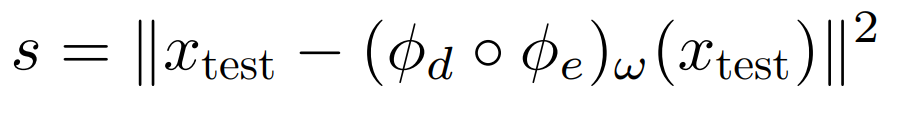 s = ‖x_test − (ϕ_d ∘ ϕ_e)_ω(x_test)‖²